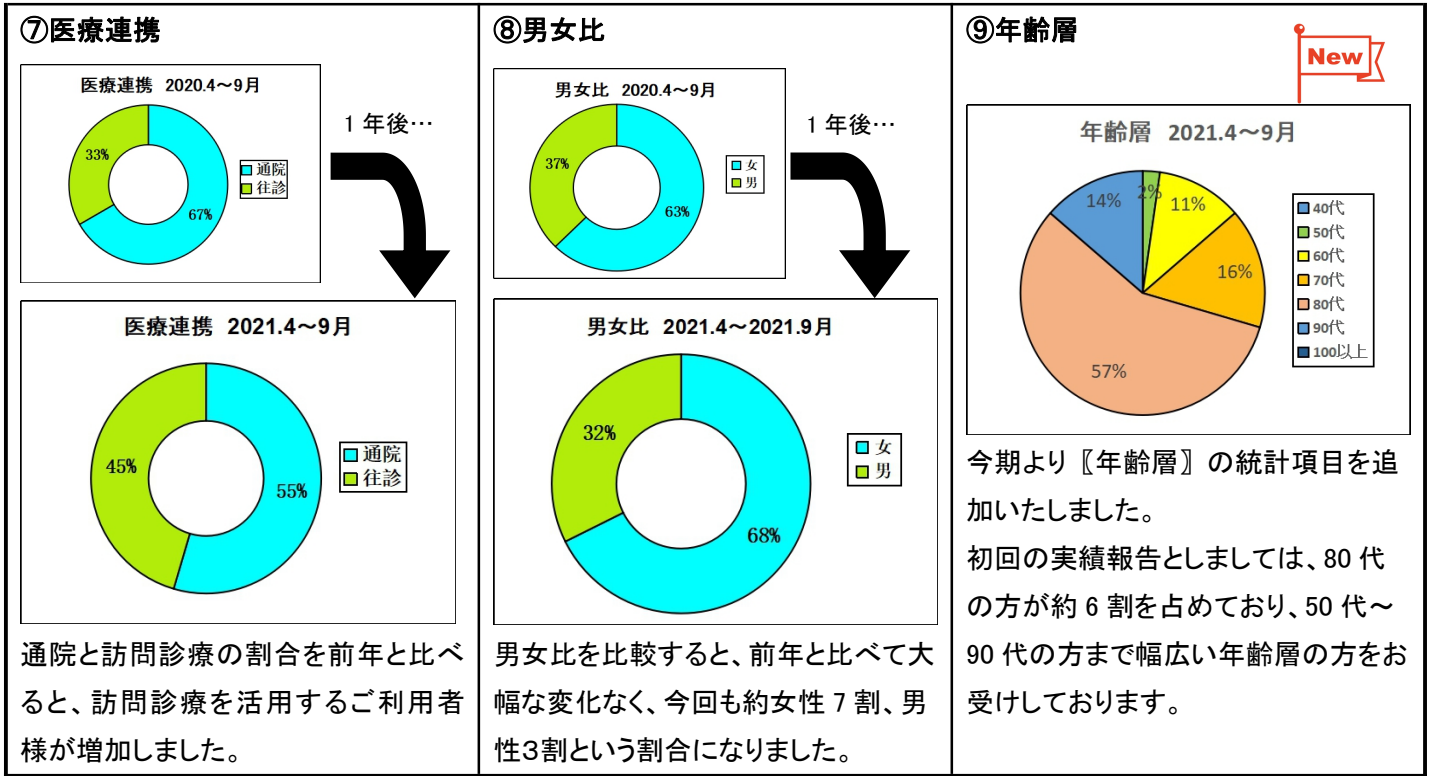 ⑦医療連携
医療連携 2020.4～9月
33%
67%
通院
往診
1 年後…
医療連携 2021.4～9月
45%
55%
通院
往診
通院と訪問診療の割合を前年と比べ
ると、訪問診療を活用するご利用者
様が増加しました。
⑧男女比
男女比 2020.4～9月
37%
63%
女
男
1 年後…
男女比 2021.4～2021.9月
32%
68%
女
男
男女比を比較すると、前年と比べて大
幅な変化なく、今回も約女性 7 割、男
性３割という割合になりました。
⑨年齢層
New
年齢層 2021.4～9月
14%
2%
11%
16%
57%
40代
50代
60代
70代
80代
90代
100以上
今期より〖年齢層〗の統計項目を追
加いたしました。
初回の実績報告としましては、80 代
の方が約 6 割を占めており、50 代～
90 代の方まで幅広い年齢層の方をお
受けしております。